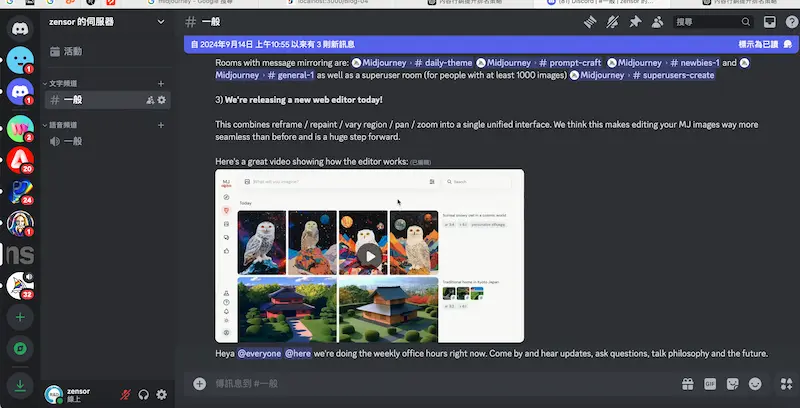 midjourney - Google 搜尋
localhost:3000/blog-04
內容行銷提升排名策略
(81) Discord | #一般 | zensor 的...
內容行銷提升排名策略
zensor 的伺服器
# 一般
搜尋
活動
自 2024年9月14日 上午10:55 以來有 3 則新訊息
標示為已讀
Rooms with message mirroring are: Midjourney › # daily-theme Midjourney › # prompt-craft Midjourney › # newbies-1 and
Midjourney › # general-1 as well as a superuser room (for people with at least 1000 images) Midjourney › # superusers-create
文字頻道
# 一般
語音頻道
一般
3) We're releasing a new web editor today!
This combines reframe / repaint / vary region / pan / zoom into a single unified interface. We think this makes editing your MJ images way more
seamless than before and is a huge step forward.
Here's a great video showing how the editor works: (已編輯)
MJ
Search
Today
Surreal snowy owl in a cosmic world
Traditional home in Kyoto Japan
Heya @everyone @here we're doing the weekly office hours right now. Come by and hear updates, ask questions, talk philosophy and the future.
1
1
2
20
24
1
32
zensor
線上
傳訊息到 #一般
GIF